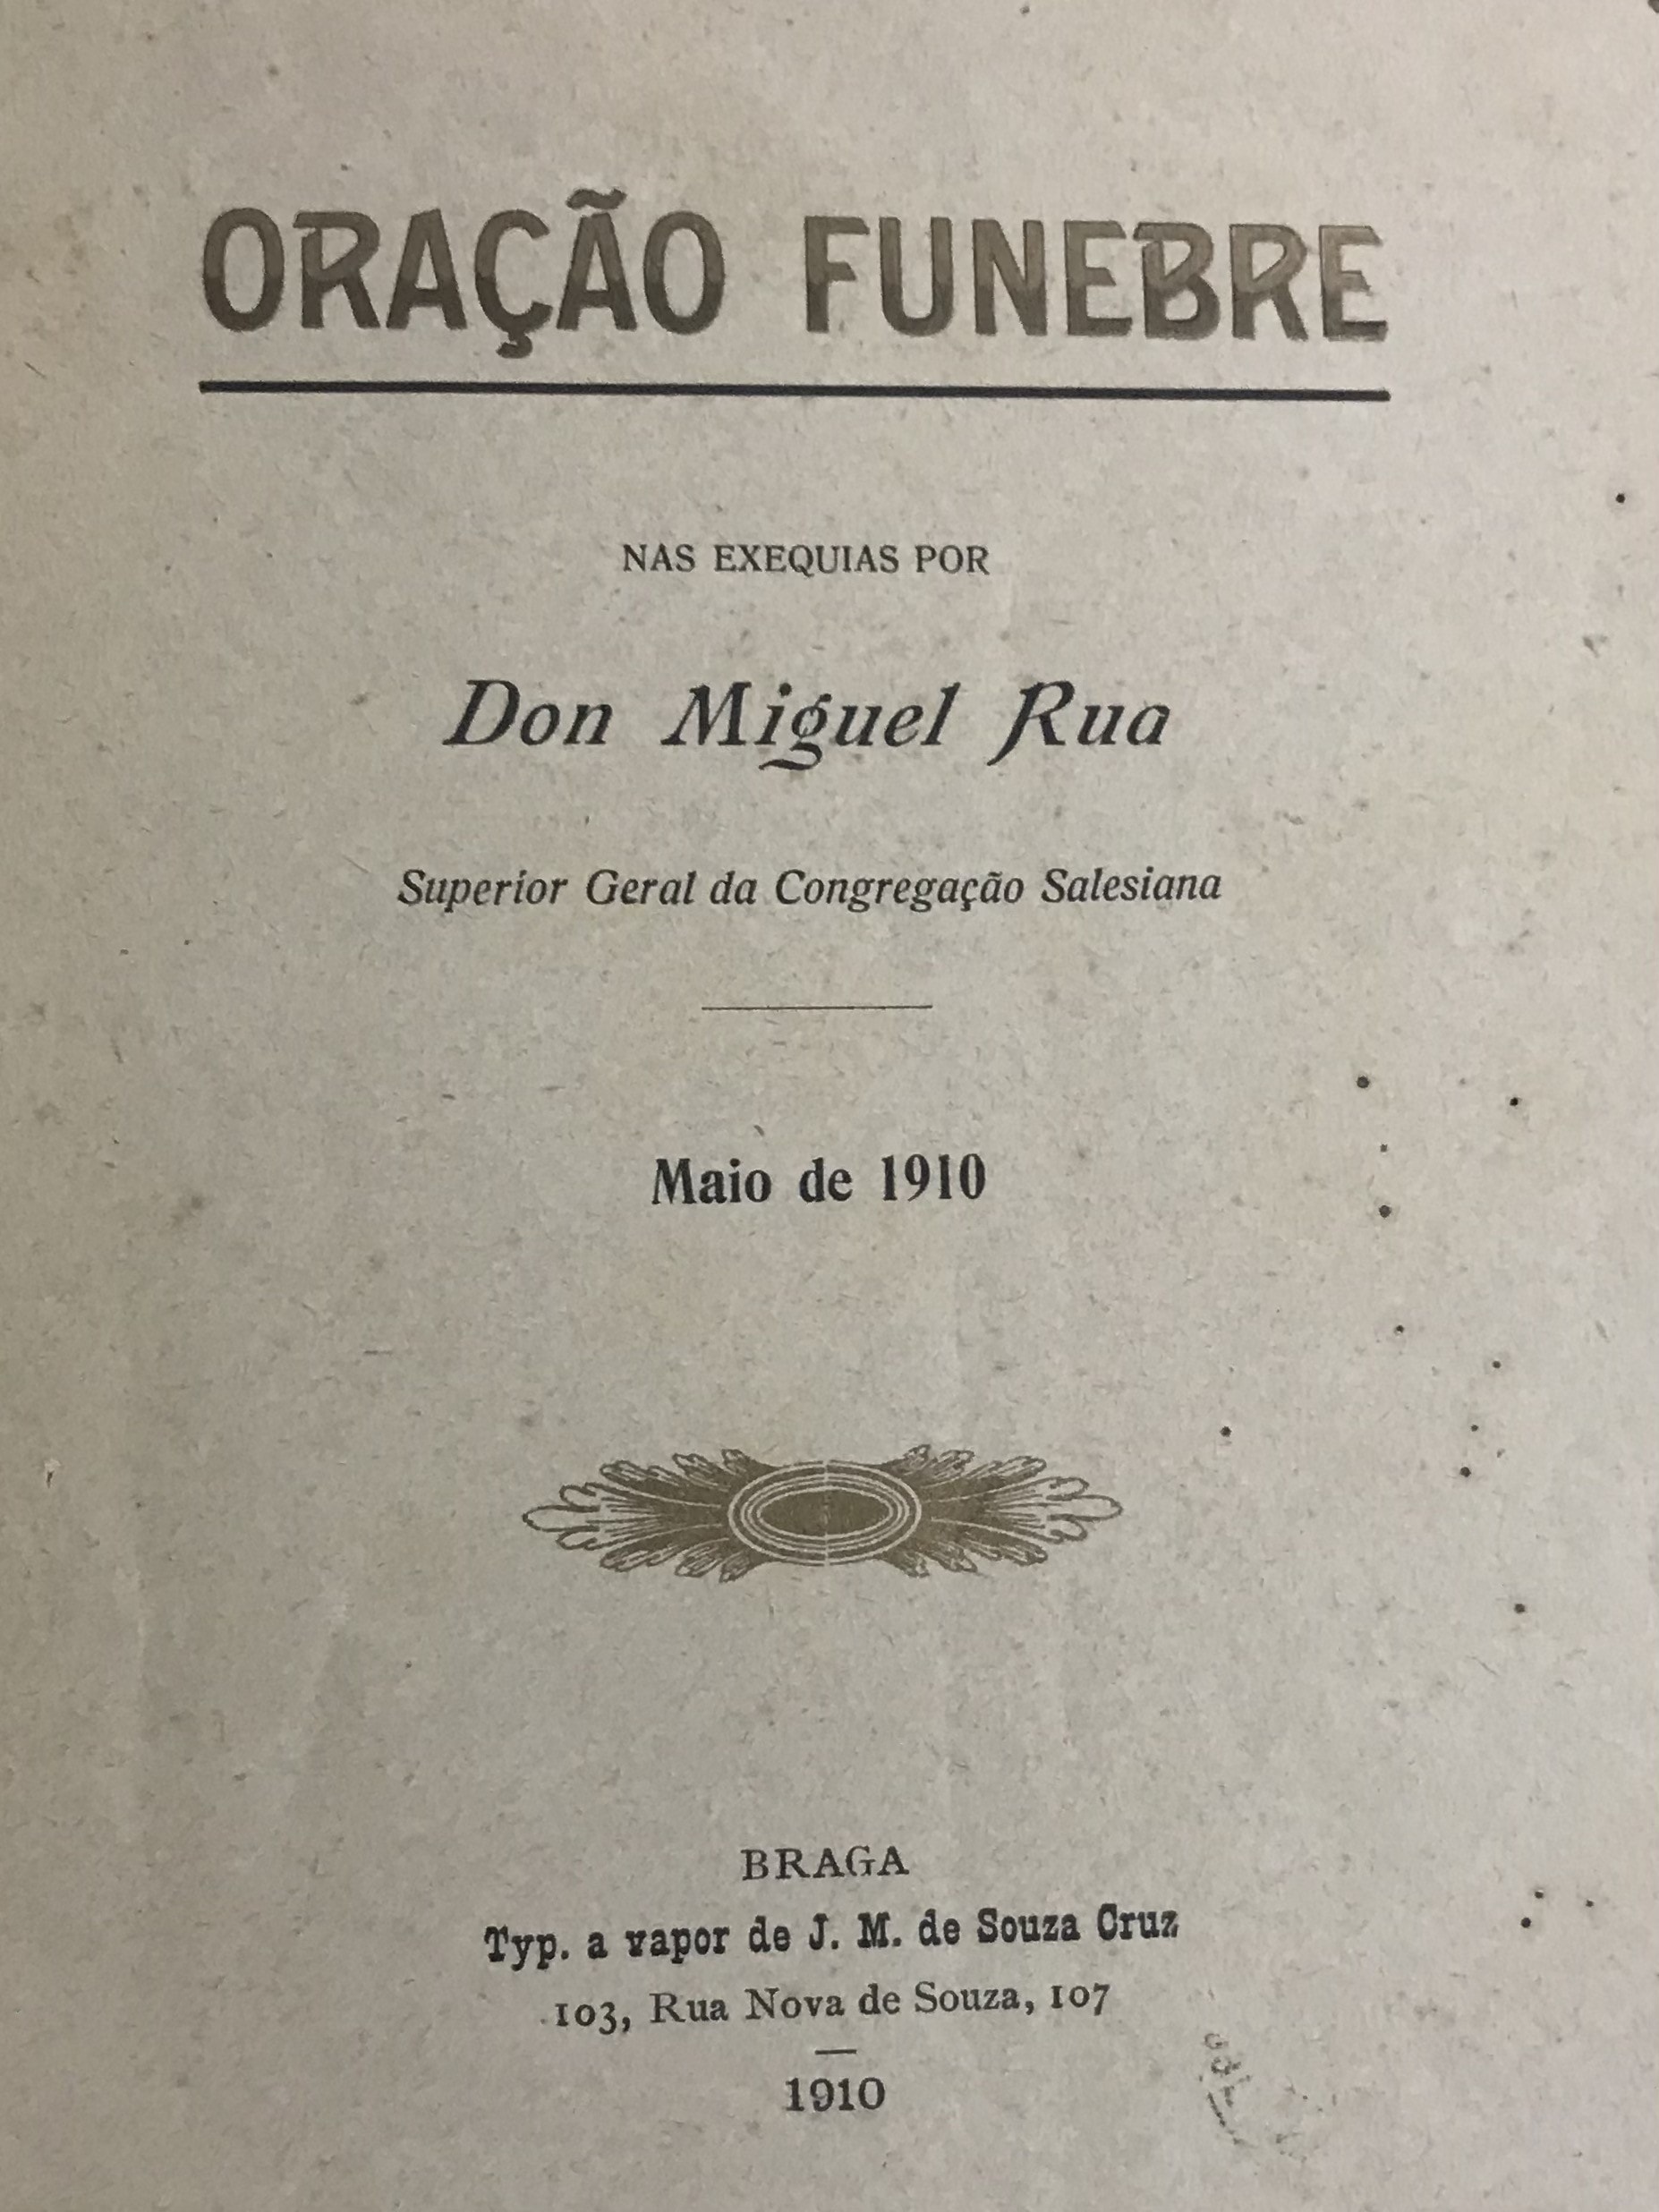 ORAÇÃO FUNEBRE
NAS EXEQUIAS POR
Don Miguel Rua
Superior Geral da Congregação Salesiana
Maio de 1910
BRAGA
Typ. a vapor de J. M. de Souza Cruz
103, Rua Nova de Souza, 107
1910